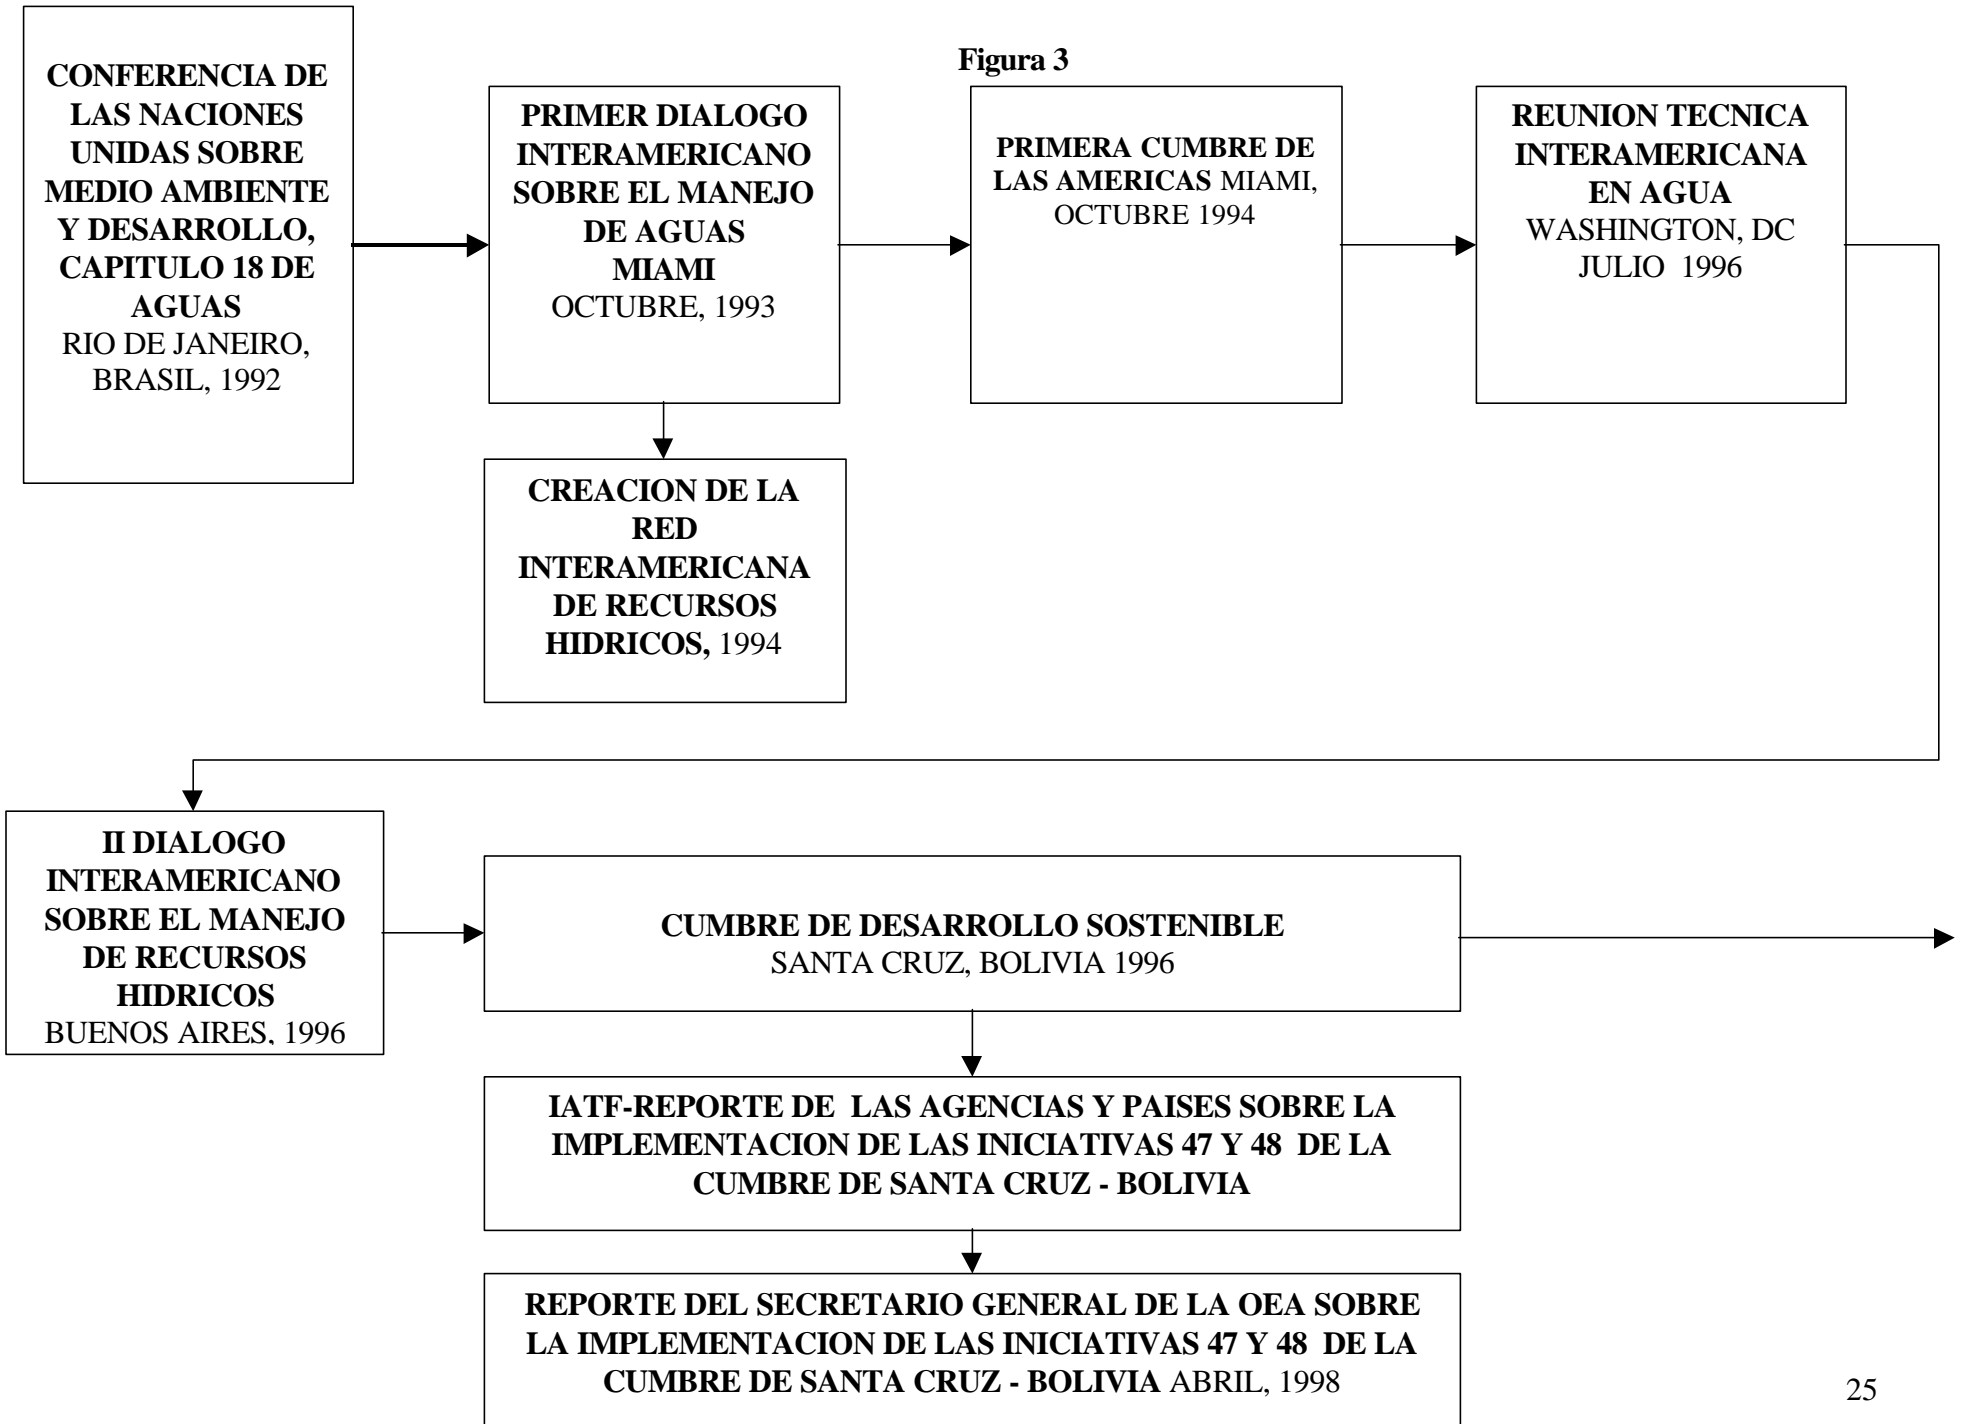 Figura 3
CONFERENCIA DE
LAS NACIONES
UNIDAS SOBRE
MEDIO AMBIENTE
Y DESARROLLO,
CAPITULO 18 DE
AGUAS
RIO DE JANEIRO,
BRASIL, 1992
PRIMER DIALOGO
INTERAMERICANO
SOBRE EL MANEJO
DE AGUAS
MIAMI
OCTUBRE, 1993
PRIMERA CUMBRE DE
LAS AMERICAS MIAMI,
OCTUBRE 1994
REUNION TECNICA
INTERAMERICANA
EN AGUA
WASHINGTON, DC
JULIO 1996
CREACION DE LA
RED
INTERAMERICANA
DE RECURSOS
HIDRICOS, 1994
II DIALOGO
INTERAMERICANO
SOBRE EL MANEJO
DE RECURSOS
HIDRICOS
BUENOS AIRES, 1996
CUMBRE DE DESARROLLO SOSTENIBLE
SANTA CRUZ, BOLIVIA 1996
IATF-REPORTE DE LAS AGENCIAS Y PAISES SOBRE LA
IMPLEMENTACION DE LAS INICIATIVAS 47 Y 48 DE LA
CUMBRE DE SANTA CRUZ - BOLIVIA
REPORTE DEL SECRETARIO GENERAL DE LA OEA SOBRE
LA IMPLEMENTACION DE LAS INICIATIVAS 47 Y 48 DE LA
CUMBRE DE SANTA CRUZ - BOLIVIA ABRIL, 1998
25